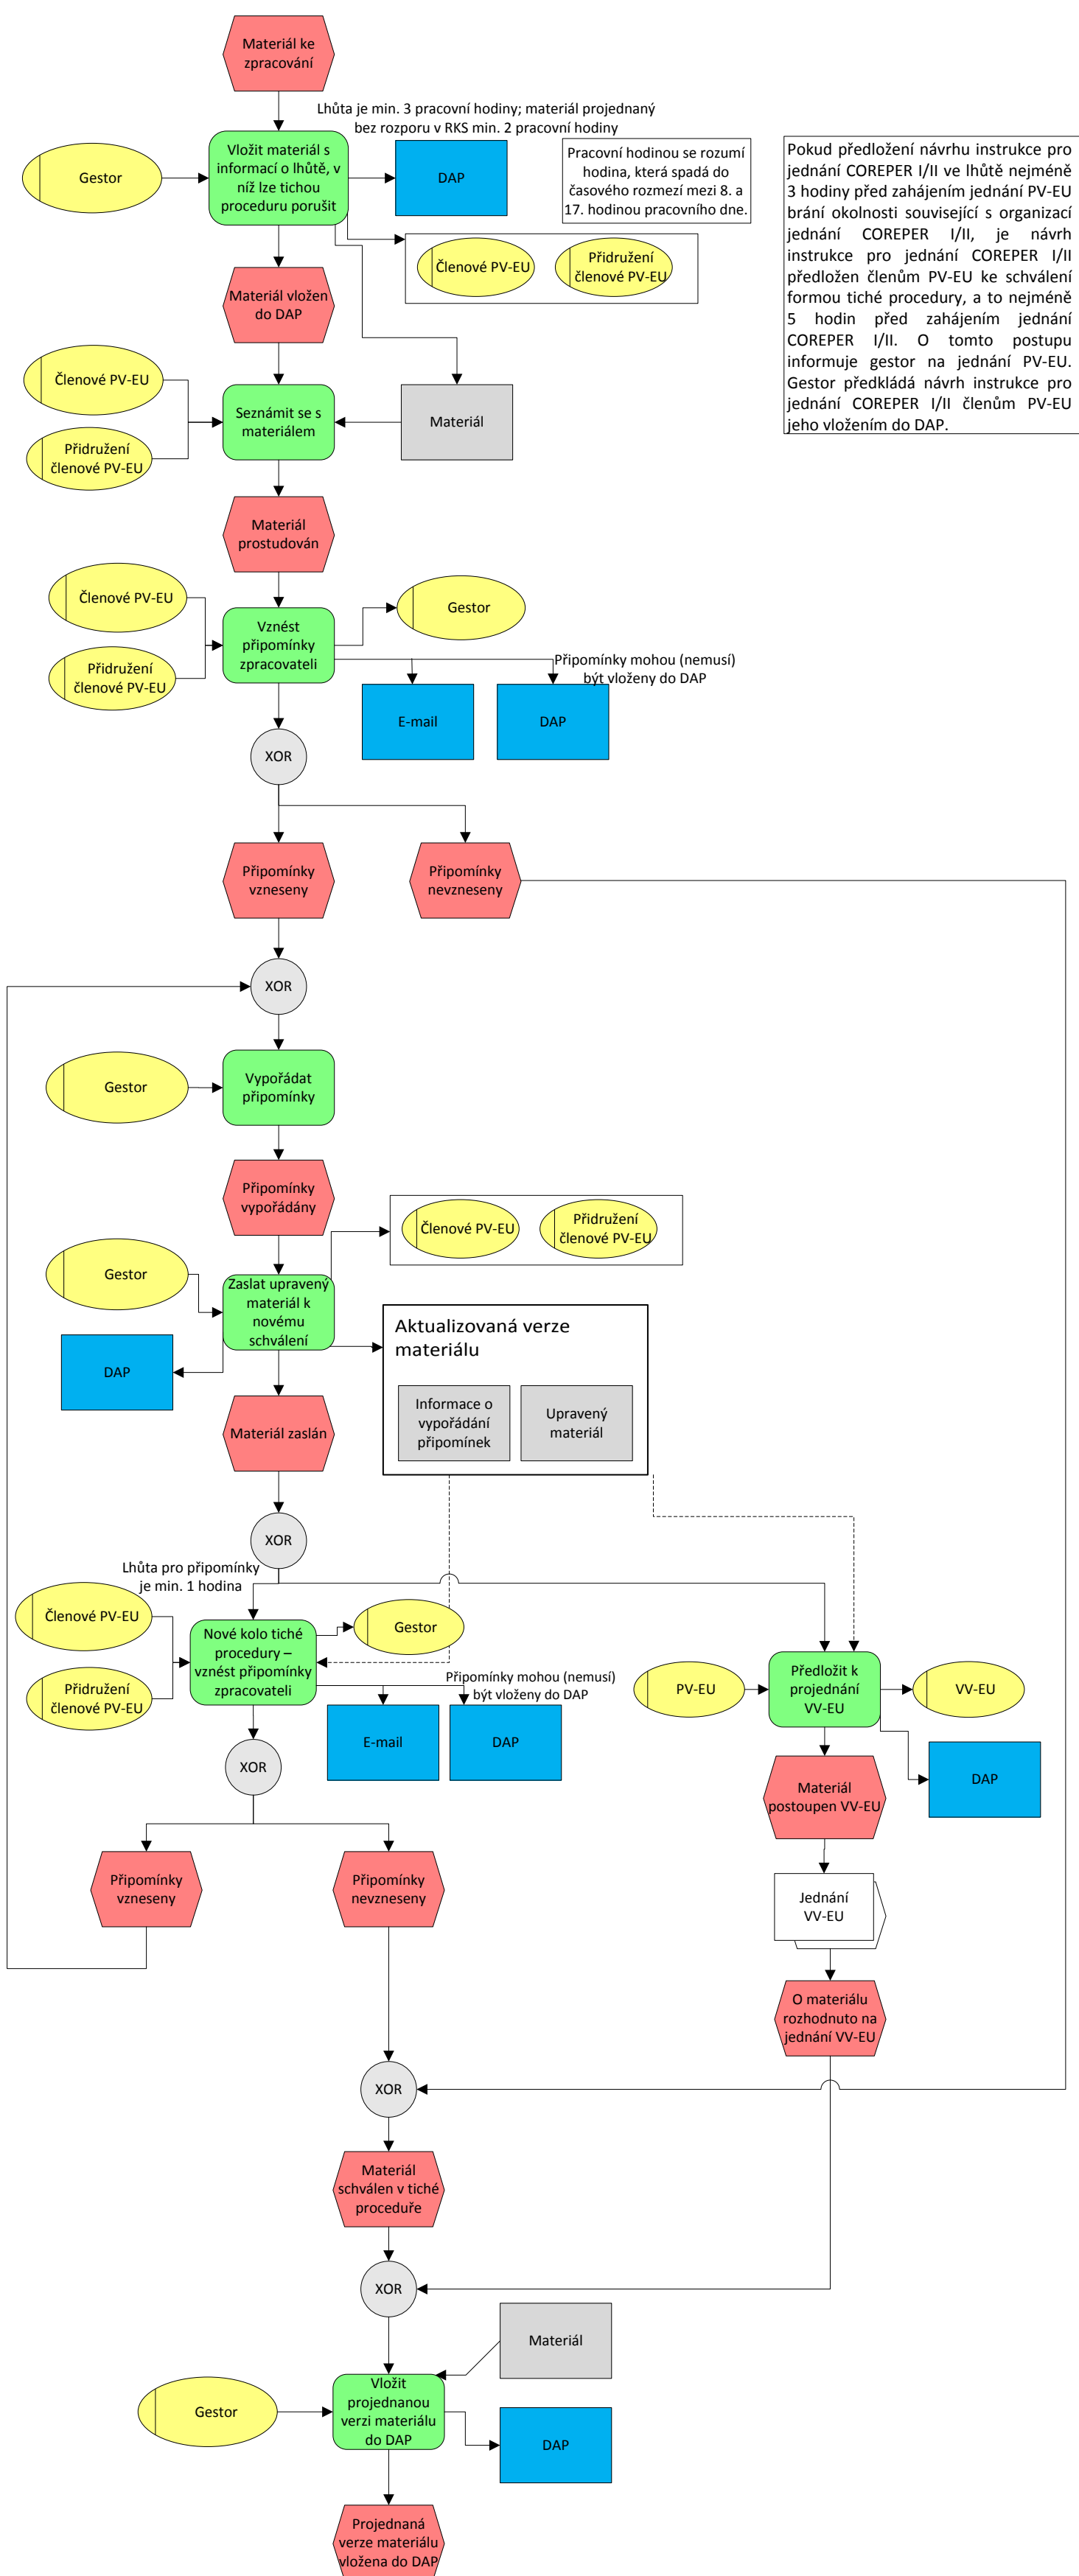 Materiál ke
zpracování
Lhůta je min. 3 pracovní hodiny; materiál projednaný
bez rozporu v RKS min. 2 pracovní hodiny
Gestor
Vložit materiál s
informací o lhůtě, v
níž lze tichou
proceduru porušit
DAP
Pracovní hodinou se rozumí
hodina, která spadá do
časového rozmezí mezi 8. a
17. hodinou pracovního dne.
Pokud předložení návrhu instrukce pro
jednání COREPER I/II ve lhůtě nejméně
3 hodiny před zahájením jednání PV-EU
brání okolnosti související s organizací
jednání COREPER I/II, je návrh
instrukce pro jednání COREPER I/II
předložen členům PV-EU ke schválení
formou tiché procedury, a to nejméně
5 hodin před zahájením jednání
COREPER I/II. O tomto postupu
informuje gestor na jednání PV-EU.
Gestor předkládá návrh instrukce pro
jednání COREPER I/II členům PV-EU
jeho vložením do DAP.
Členové PV-EU
Přidružení
členové PV-EU
Materiál vložen
do DAP
Členové PV-EU
Přidružení
členové PV-EU
Seznámit se s
materiálem
Materiál
Materiál
prostudován
Členové PV-EU
Přidružení
členové PV-EU
Vznést
připomínky
zpracovateli
Gestor
Připomínky mohou (nemusí)
být vloženy do DAP
E-mail
DAP
XOR
Připomínky
vzneseny
Připomínky
nevzneseny
XOR
Gestor
Vypořádat
připomínky
Připomínky
vypořádány
Členové PV-EU
Přidružení
členové PV-EU
Gestor
Zaslat upravený
materiál k
novému
schválení
DAP
Aktualizovaná verze
materiálu
Informace o
vypořádání
připomínek
Upravený
materiál
Materiál zaslán
XOR
Lhůta pro připomínky
je min. 1 hodina
Členové PV-EU
Přidružení
členové PV-EU
Nové kolo tiché
procedury –
vznést připomínky
zpracovateli
Gestor
Připomínky mohou (nemusí)
být vloženy do DAP
E-mail
DAP
PV-EU
Předložit k
projednání
VV-EU
VV-EU
DAP
XOR
Materiál
postoupen VV-EU
Připomínky
vzneseny
Připomínky
nevzneseny
Jednání
VV-EU
O materiálu
rozhodnuto na
jednání VV-EU
XOR
Materiál
schválen v tiché
proceduře
XOR
Materiál
Gestor
Vložit
projednanou
verzi materiálu
do DAP
DAP
Projednaná
verze materiálu
vložena do DAP